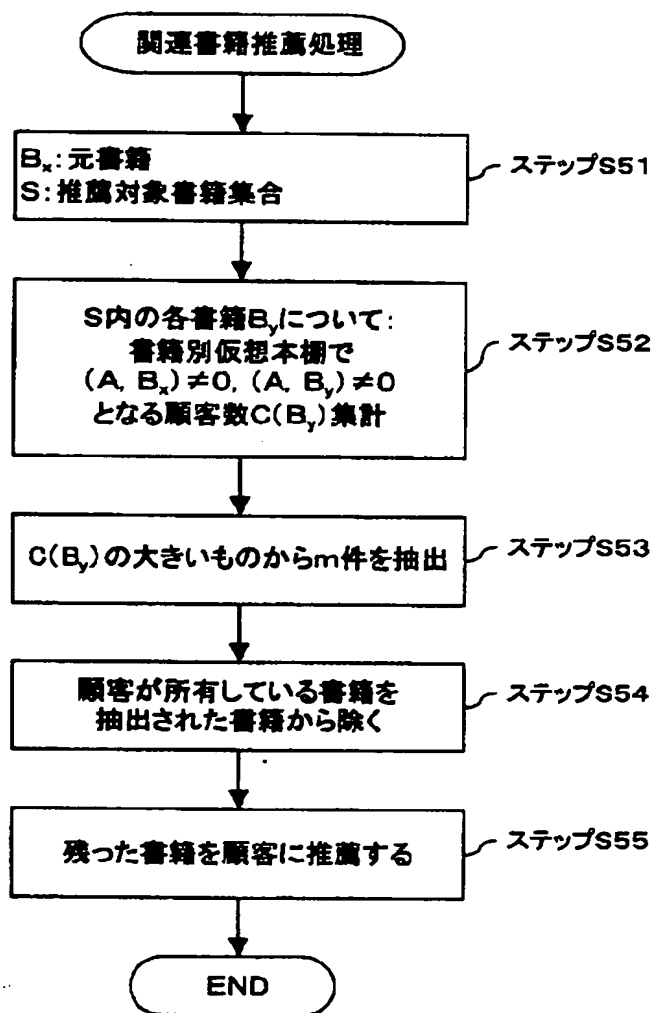 関連書籍推薦処理
Bx:元書籍
S:推薦対象書籍集合
ステップS51
S内の各書籍Byについて:
書籍別仮想本棚で
(A, Bx)≠0, (A, By)≠0
となる顧客数C(By)集計
ステップS52
C(By)の大きいものからm件を抽出
ステップS53
顧客が所有している書籍を
抽出された書籍から除く
ステップS54
残った書籍を顧客に推薦する
ステップS55
END